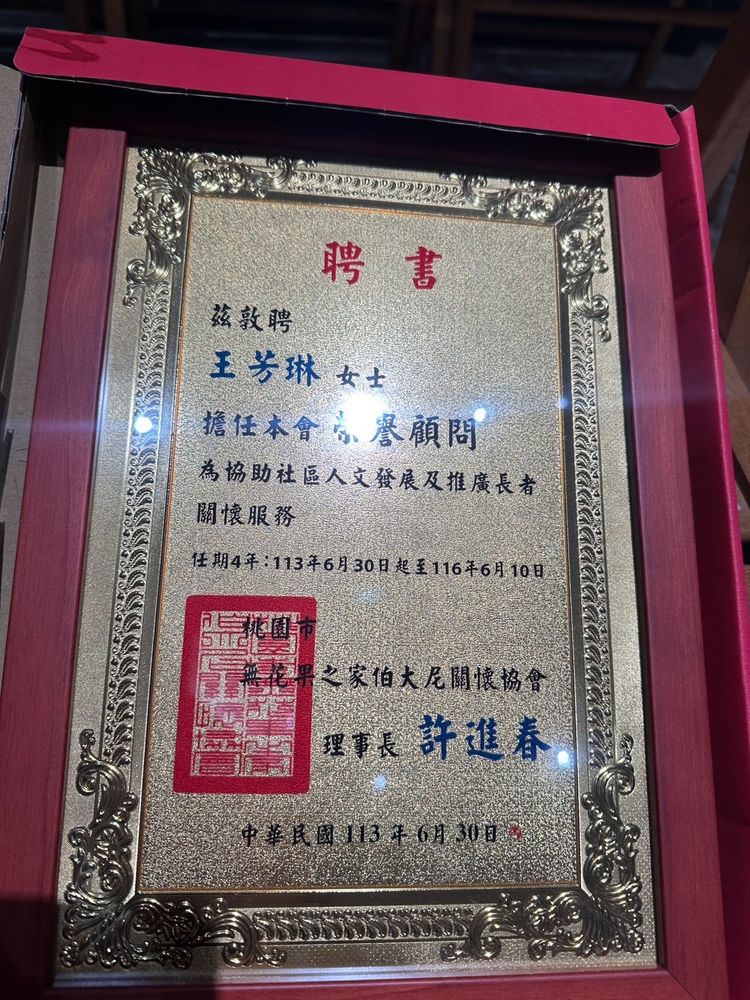 聘書
茲敦聘
王芳琳 女士
擔任本會 榮譽顧問
為協助社區人文發展及推廣長者
關懷服務
任期4年:113年6月30日起至116年6月10日
桃園市
無花果之家伯大尼關懷協會
理事長 許進春
中華民國 113 年 6月 30日